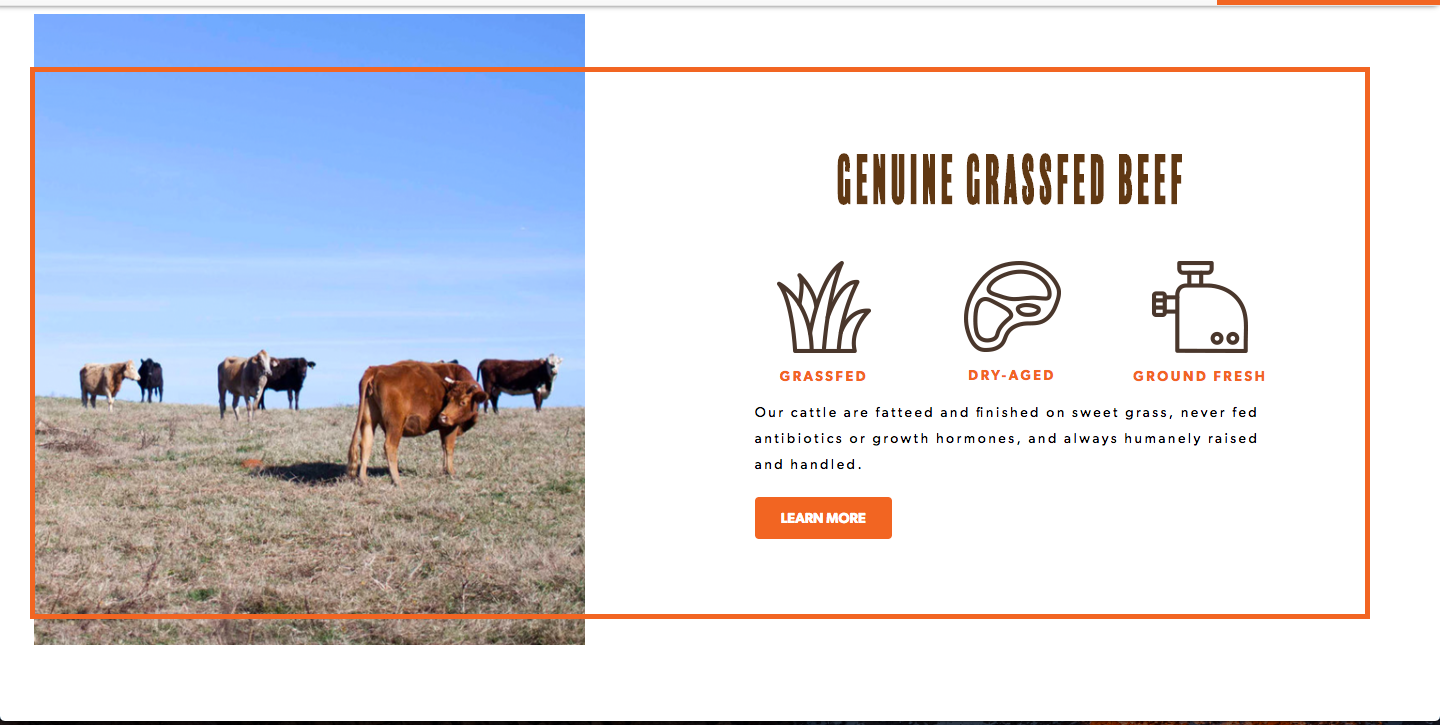 GENUINE GRASSFED BEEF
GRASSFED
DRY-AGED
GROUND FRESH
Our cattle are fatteed and finished on sweet grass, never fed
antibiotics or growth hormones, and always humanely raised
and handled.
LEARN MORE